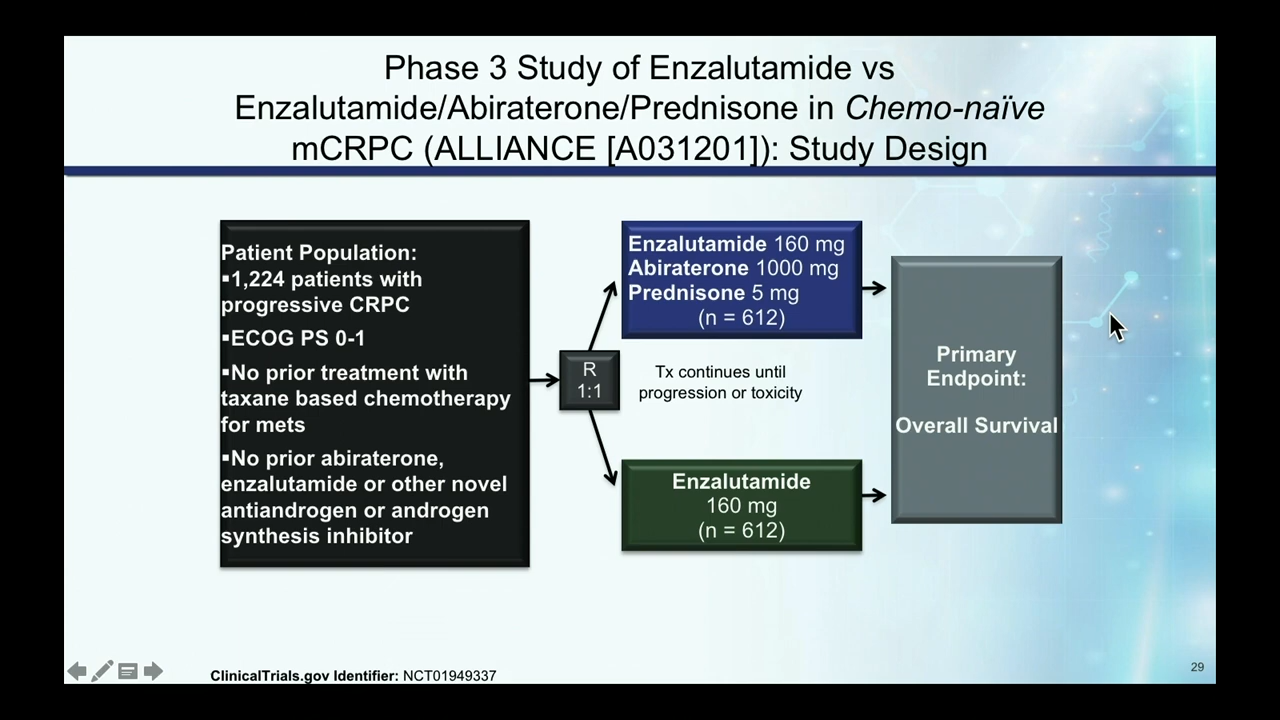 Phase 3 Study of Enzalutamide vs
Enzalutamide/Abiraterone/Prednisone in Chemo-naïve
mCRPC (ALLIANCE [A031201]): Study Design
Patient Population:
▪1,224 patients with
progressive CRPC
▪ECOG PS 0-1
▪No prior treatment with
taxane based chemotherapy
for mets
▪No prior abiraterone,
enzalutamide or other novel
antiandrogen or androgen
synthesis inhibitor
R
1:1
Enzalutamide 160 mg
Abiraterone 1000 mg
Prednisone 5 mg
(n = 612)
Tx continues until
progression or toxicity
Enzalutamide
160 mg
(n = 612)
Primary
Endpoint:
Overall Survival
ClinicalTrials.gov Identifier: NCT01949337
29